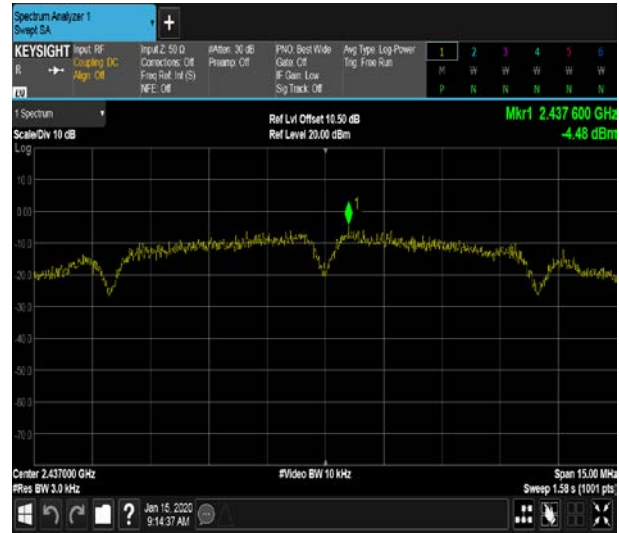 Spectrum Analyzer 1
Swept SA
+
KEYSIGHT Input: RF
R
Coupling: DC
Align: Off
Input Z: 50 Ω
Corrections: Off
Freq Ref: Int (S)
NFE: Off
#Atten: 30 dB
Preamp: Off
PNO: Best Wide
Gate: Off
IF Gain: Low
Sig Track: Off
Avg Type: Log-Power
Trig: Free Run
1 2 3 4 5 6
M W W W W W
P N N N N N
1 Spectrum
Scale/Div 10 dB
Log
Ref Lvl Offset 10.50 dB
Ref Level 20.00 dBm
Mkr1 2.437 600 GHz
-4.48 dBm
10.0
0.00
-10.0
-20.0
-30.0
-40.0
-50.0
-60.0
-70.0
1
Center 2.437000 GHz
#Res BW 3.0 kHz
#Video BW 10 kHz
Span 15.00 MHz
Sweep 1.58 s (1001 pts)
?
Jan 15, 2020
9:14:37 AM